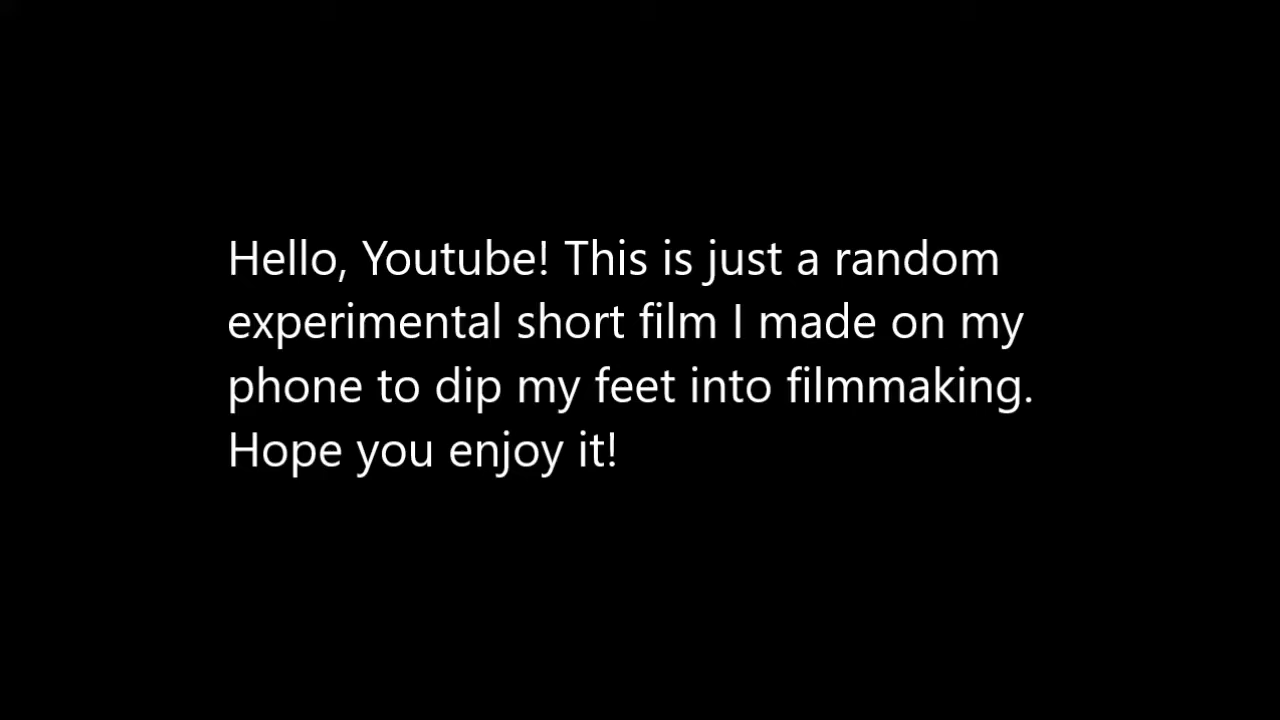 Hello, Youtube! This is just a random
experimental short film I made on my
phone to dip my feet into filmmaking.
Hope you enjoy it!